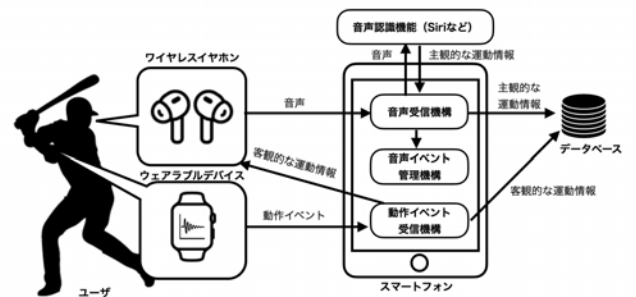 音声認識機能（Siriなど）
ワイヤレスイヤホン
音声
主観的な運動情報
音声
音声受信機構
主観的な
運動情報
データベース
音声イベント
管理機構
客観的な運動情報
ウェアラブルデバイス
動作イベント
動作イベント
受信機構
客観的な運動情報
ユーザ
スマートフォン